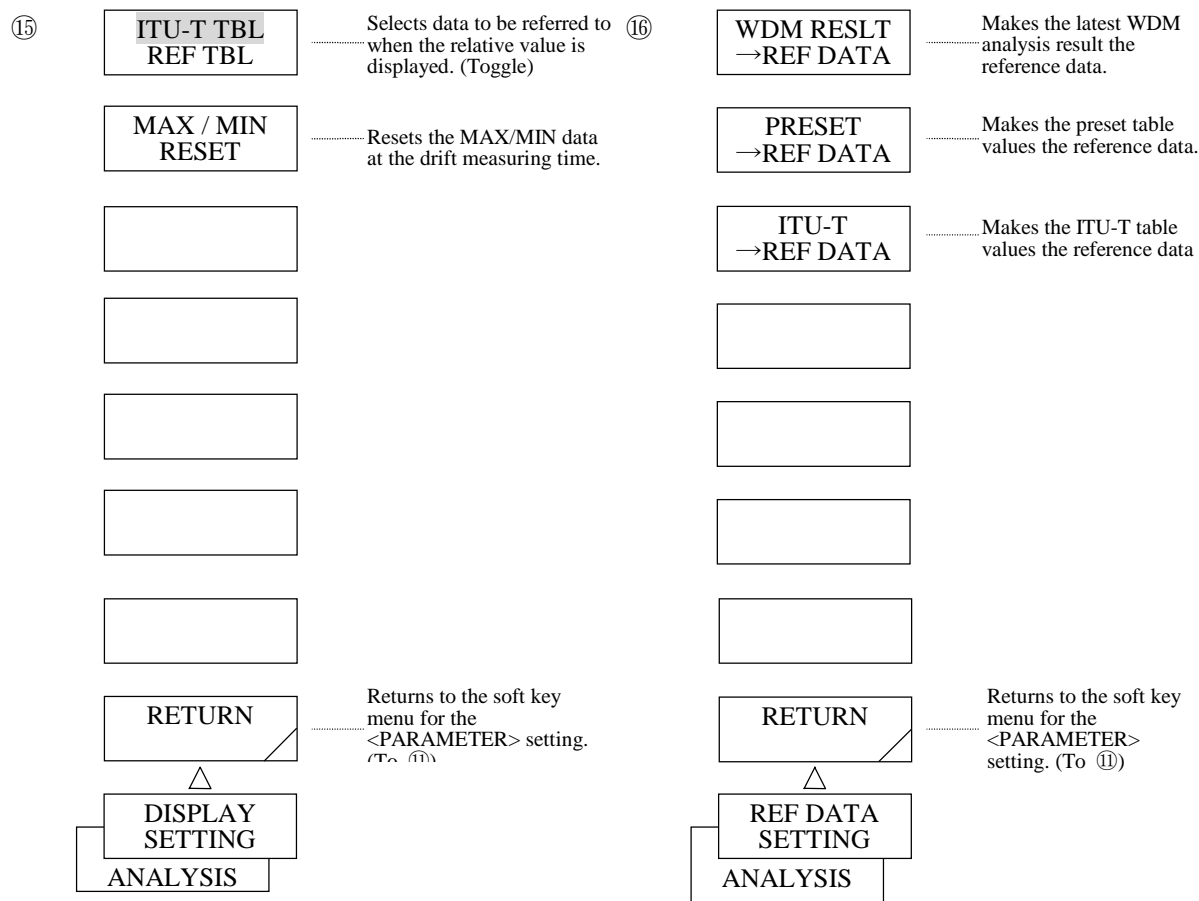 ⑮
ITU-T TBL
REF TBL
Selects data to be referred to
when the relative value is
displayed. (Toggle)
MAX / MIN
RESET
Resets the MAX/MIN data
at the drift measuring time.
RETURN
Returns to the soft key
menu for the
<PARAMETER> setting.
(To ⑪)
DISPLAY
SETTING
ANALYSIS
⑯
WDM RESLT
→REF DATA
Makes the latest WDM
analysis result the
reference data.
PRESET
→REF DATA
Makes the preset table
values the reference data.
ITU-T
→REF DATA
Makes the ITU-T table
values the reference data
RETURN
Returns to the soft key
menu for the
<PARAMETER>
setting. (To ⑪)
REF DATA
SETTING
ANALYSIS